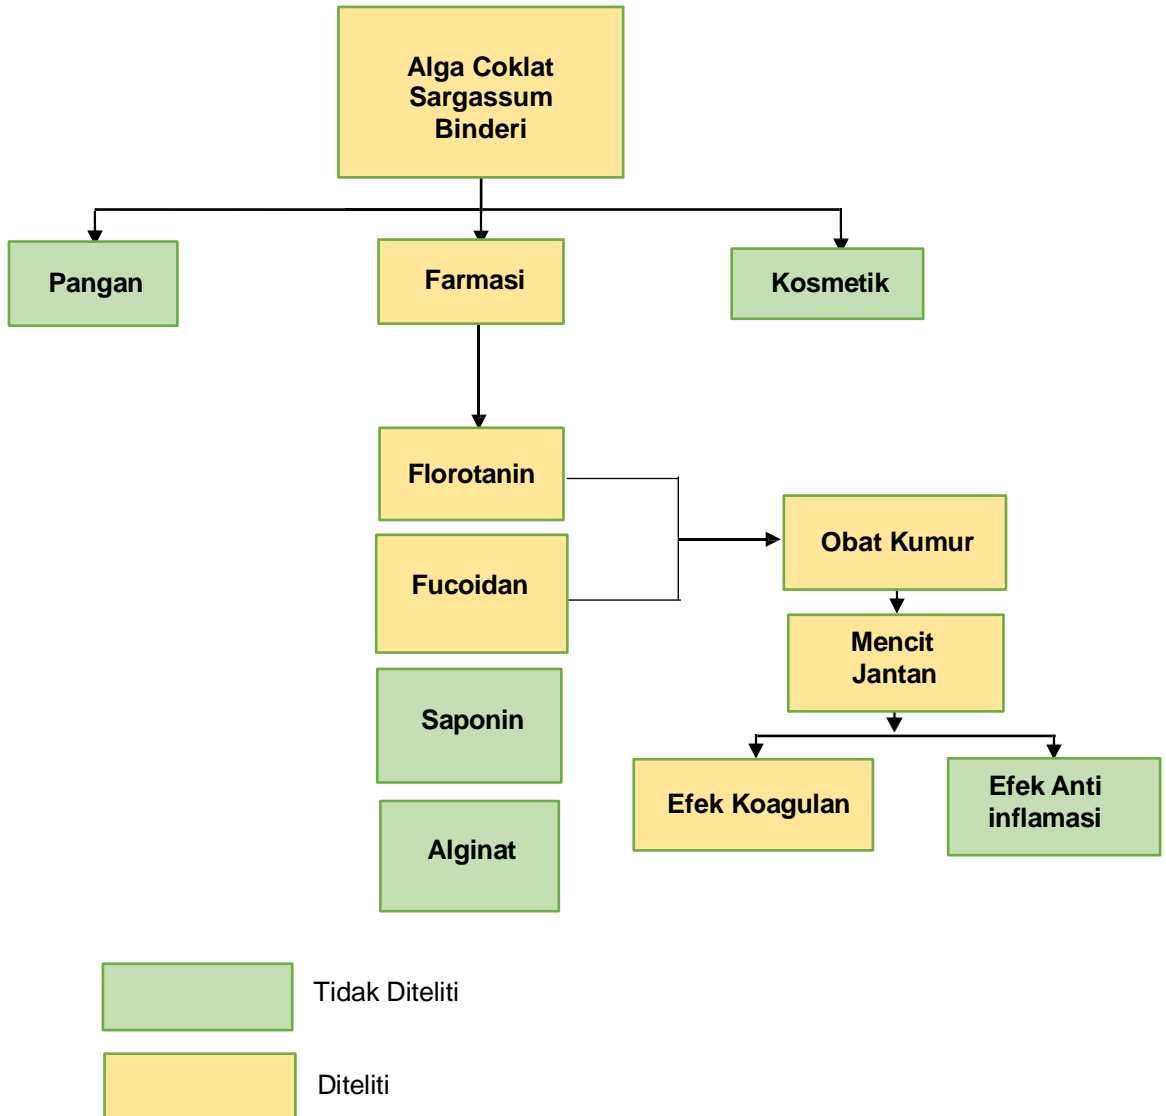 Alga Coklat
Sargassum
Binderi
Pangan
Farmasi
Kosmetik
Florotanin
Fucoidan
Obat Kumur
Mencit
Jantan
Saponin
Efek Koagulan
Efek Anti
inflamasi
Alginat
Tidak Diteliti
Diteliti